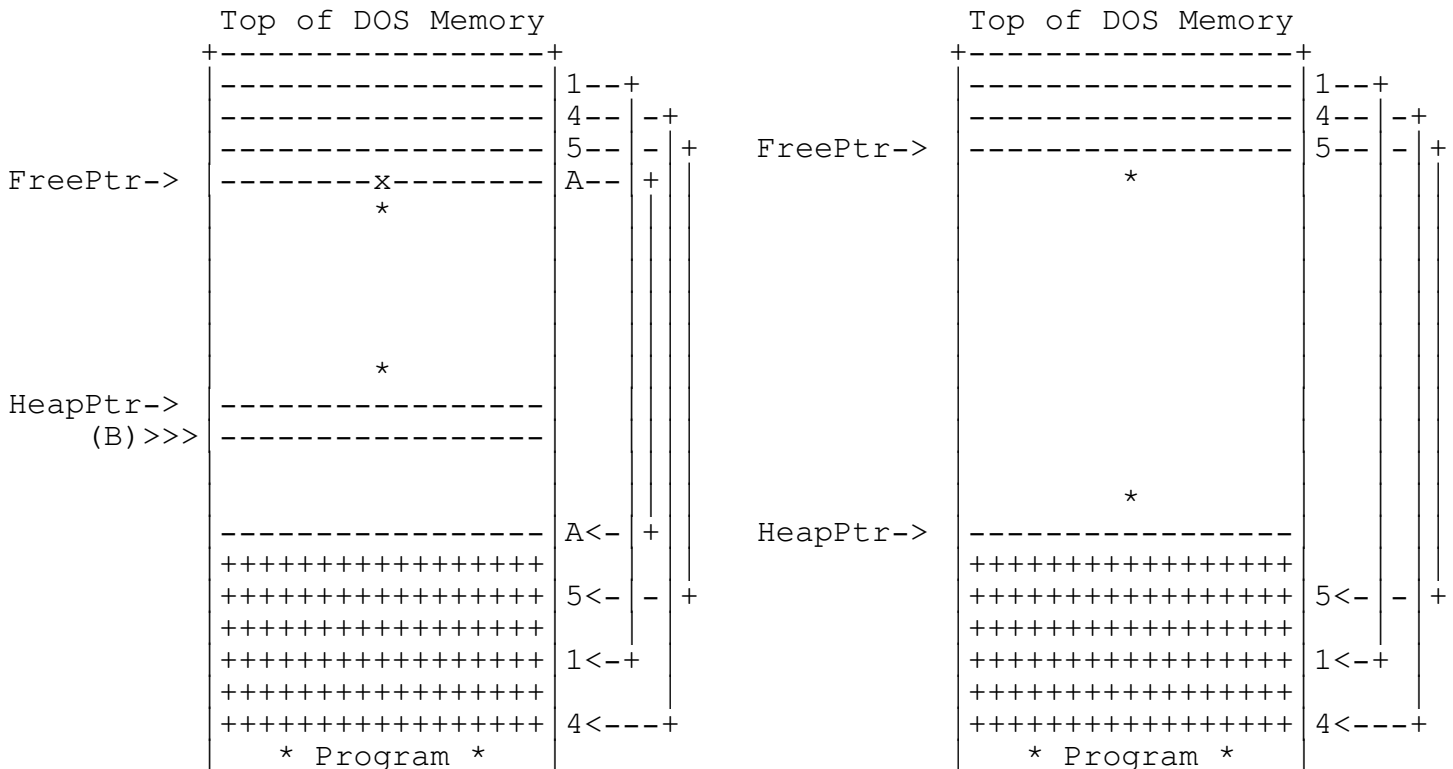 Top of DOS Memory          Top of DOS Memory
+-----------------+                    +----------------+
| ----------------- | 1--+                    | ---------------- | 1--+
| ----------------- | 4-- | -+                    | ---------------- | 4-- | -+
| ----------------- | 5-- | - | +    FreePtr-> | ---------------- | 5-- | - | +
FreePtr-> | --------x-------- | A-- | +                    | * |
| * |
| * |
HeapPtr-> | ----------------- |
(B)>>> | ----------------- |
| * |
| ----------------- | A<- | +    HeapPtr-> | ---------------- |
| +++++++++++++++++ |                    | ++++++++++++++++ |
| +++++++++++++++++ | 5<- | - | +                    | ++++++++++++++++ | 5<- | - | +
| +++++++++++++++++ |                    | ++++++++++++++++ |
| +++++++++++++++++ | 1<-+                    | ++++++++++++++++ | 1<-+
| +++++++++++++++++ |                    | ++++++++++++++++ |
| +++++++++++++++++ | 4<---+                    | ++++++++++++++++ | 4<---+
| * Program * |                    | * Program * |